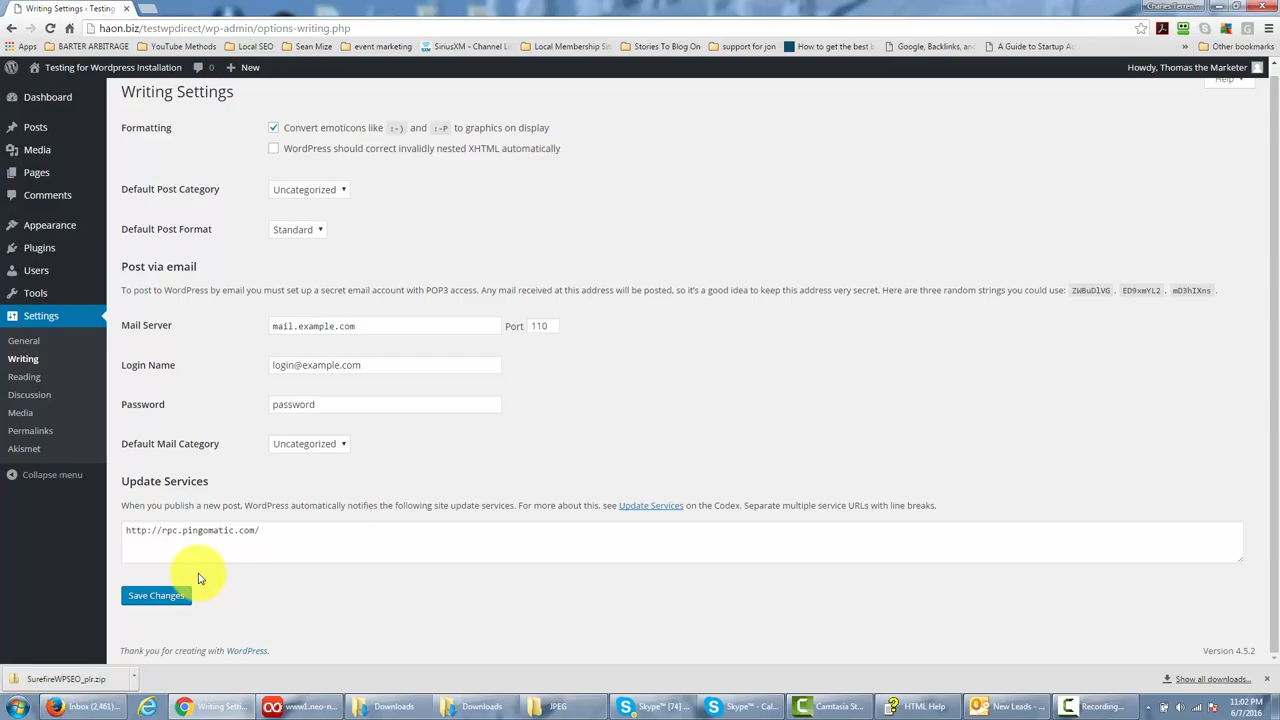 Writing Settings ‹ Testing
Charles Terren
haon.biz/testwpdirect/wp-admin/options-writing.php
Apps BARTER ARBITRAGE YouTube Methods Local SEO Sean Mize event marketing SiriusXM - Channel Li Local Membership Sit Stories To Blog On support for jon How to get the best b Google, Backlinks, and A Guide to Startup Ac » Other bookmarks
Testing for Wordpress Installation 0 + New Howdy, Thomas the Marketer
Help
Writing Settings
Dashboard
Posts
Media
Pages
Comments
Appearance
Plugins
Users
Tools
Settings
General
Writing
Reading
Discussion
Media
Permalinks
Akismet
Collapse menu
Formatting
Convert emoticons like :-) and :-P to graphics on display
WordPress should correct invalidly nested XHTML automatically
Default Post Category Uncategorized
Default Post Format Standard
Post via email
To post to WordPress by email you must set up a secret email account with POP3 access. Any mail received at this address will be posted, so it’s a good idea to keep this address very secret. Here are three random strings you could use: ZWBuDlVG, ED9xmYL2, mD3hIXns.
Mail Server mail.example.com Port 110
Login Name login@example.com
Password password
Default Mail Category Uncategorized
Update Services
When you publish a new post, WordPress automatically notifies the following site update services. For more about this, see Update Services on the Codex. Separate multiple service URLs with line breaks.
http://rpc.pingomatic.com/
Save Changes
Thank you for creating with WordPress. Version 4.5.2
SurefireWPSEO_plr.zip Show all downloads...
Inbox (2,461) Writing Setti... www1.neo-n Downloads Downloads JPEG Skype™ [74] Skype™ - Cal... Camtasia Stu HTML Help New Leads - Recording...
11:02 PM
6/7/2016